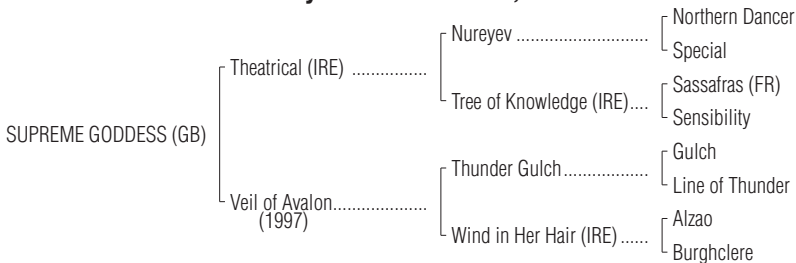 Northern Dancer
Nureyev ..............................
Special
Theatrical (IRE) .................
Sassafras (FR)
Tree of Knowledge (IRE)....
Sensibility
SUPREME GODDESS (GB)
Gulch
Thunder Gulch...................
Line of Thunder
Veil of Avalon.....................
(1997)
Alzao
Wind in Her Hair (IRE) ......
Burghclere